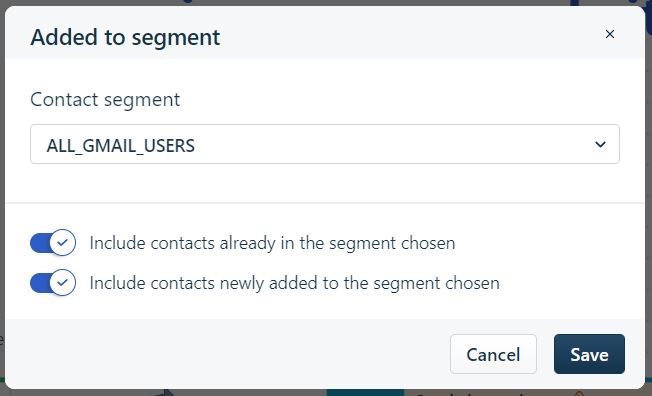 Added to segment
Contact segment
ALL_GMAIL_USERS
Include contacts already in the segment chosen
Include contacts newly added to the segment chosen
Cancel
Save